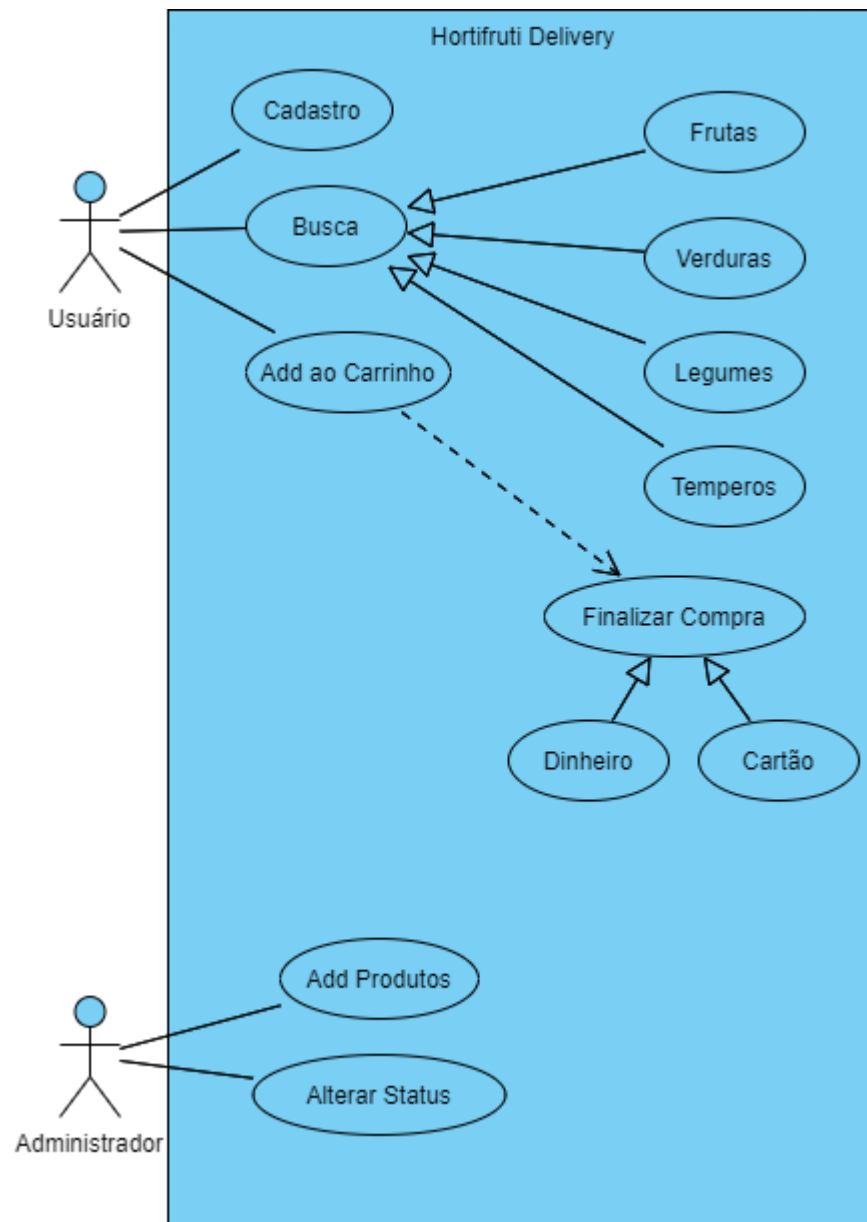 Hortifruti Delivery
Cadastro
Frutas
Busca
Verduras
Usuário
Add ao Carrinho
Legumes
Temperos
Finalizar Compra
Dinheiro
Cartão
Add Produtos
Alterar Status
Administrador